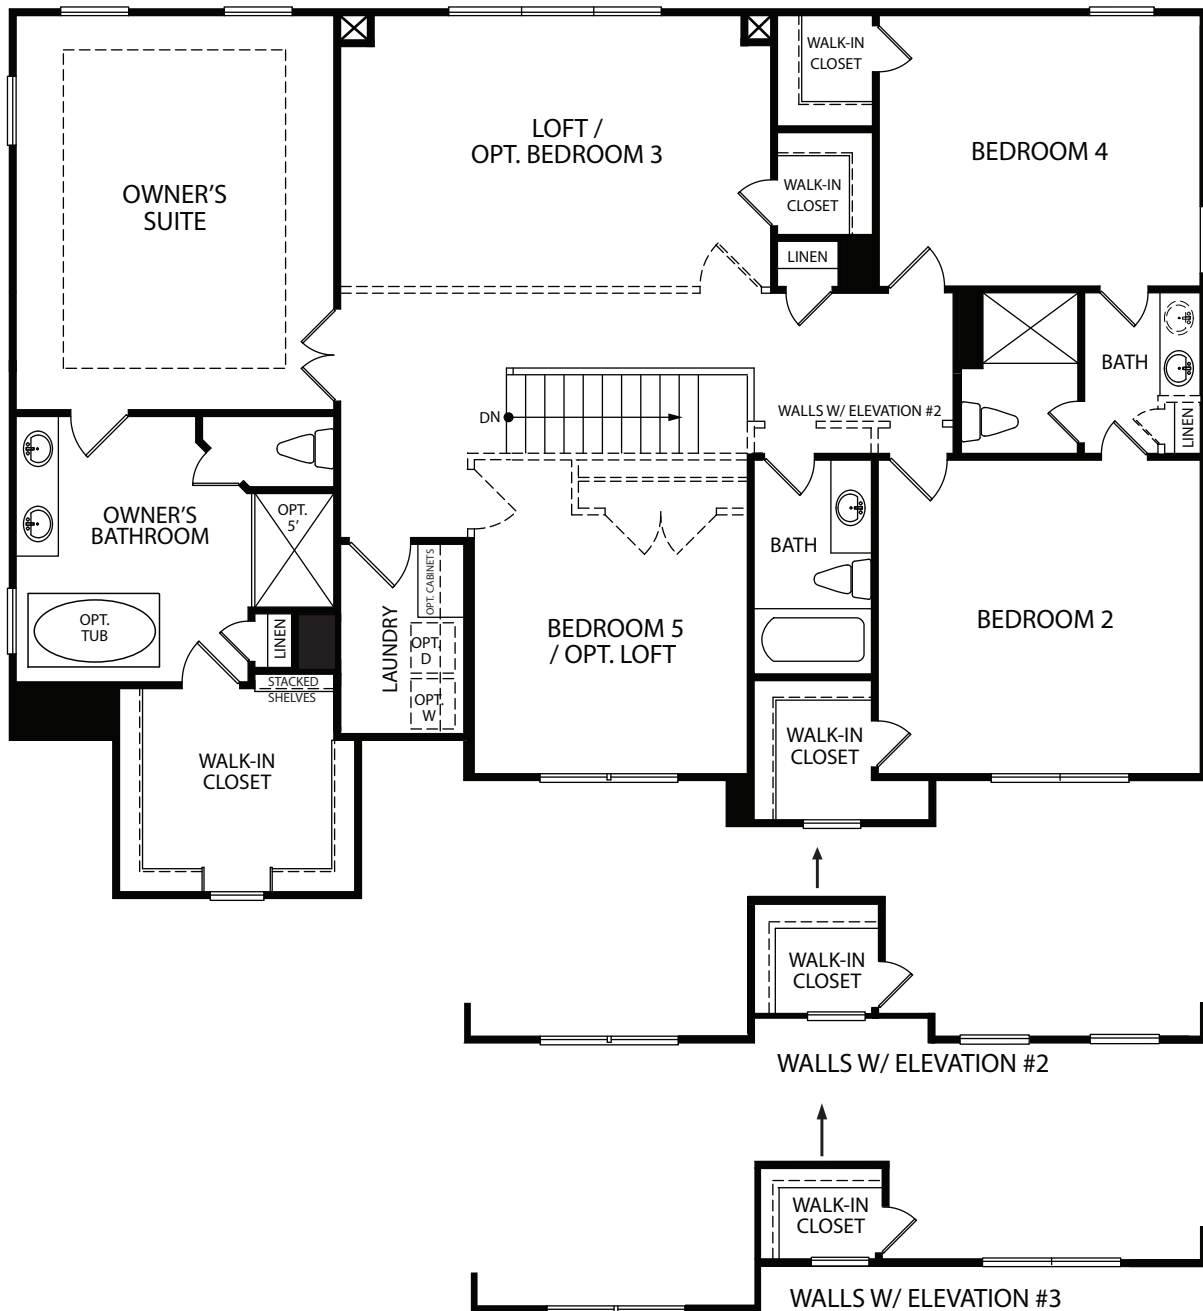 WALK-IN
CLOSET
LOFT /
OPT. BEDROOM 3
BEDROOM 4
OWNER'S
SUITE
WALK-IN
CLOSET
LINEN
BATH
DN
WALLS W/ ELEVATION #2
LINEN
OPT.
5'
OWNER'S
BATHROOM
BATH
OPT. CABINETS
OPT.
TUB
LINEN
LAUNDRY
OPT.
D
BEDROOM 5
/ OPT. LOFT
BEDROOM 2
STACKED
SHELVES
OPT.
W
WALK-IN
CLOSET
WALK-IN
CLOSET
WALK-IN
CLOSET
WALLS W/ ELEVATION #2
WALK-IN
CLOSET
WALLS W/ ELEVATION #3